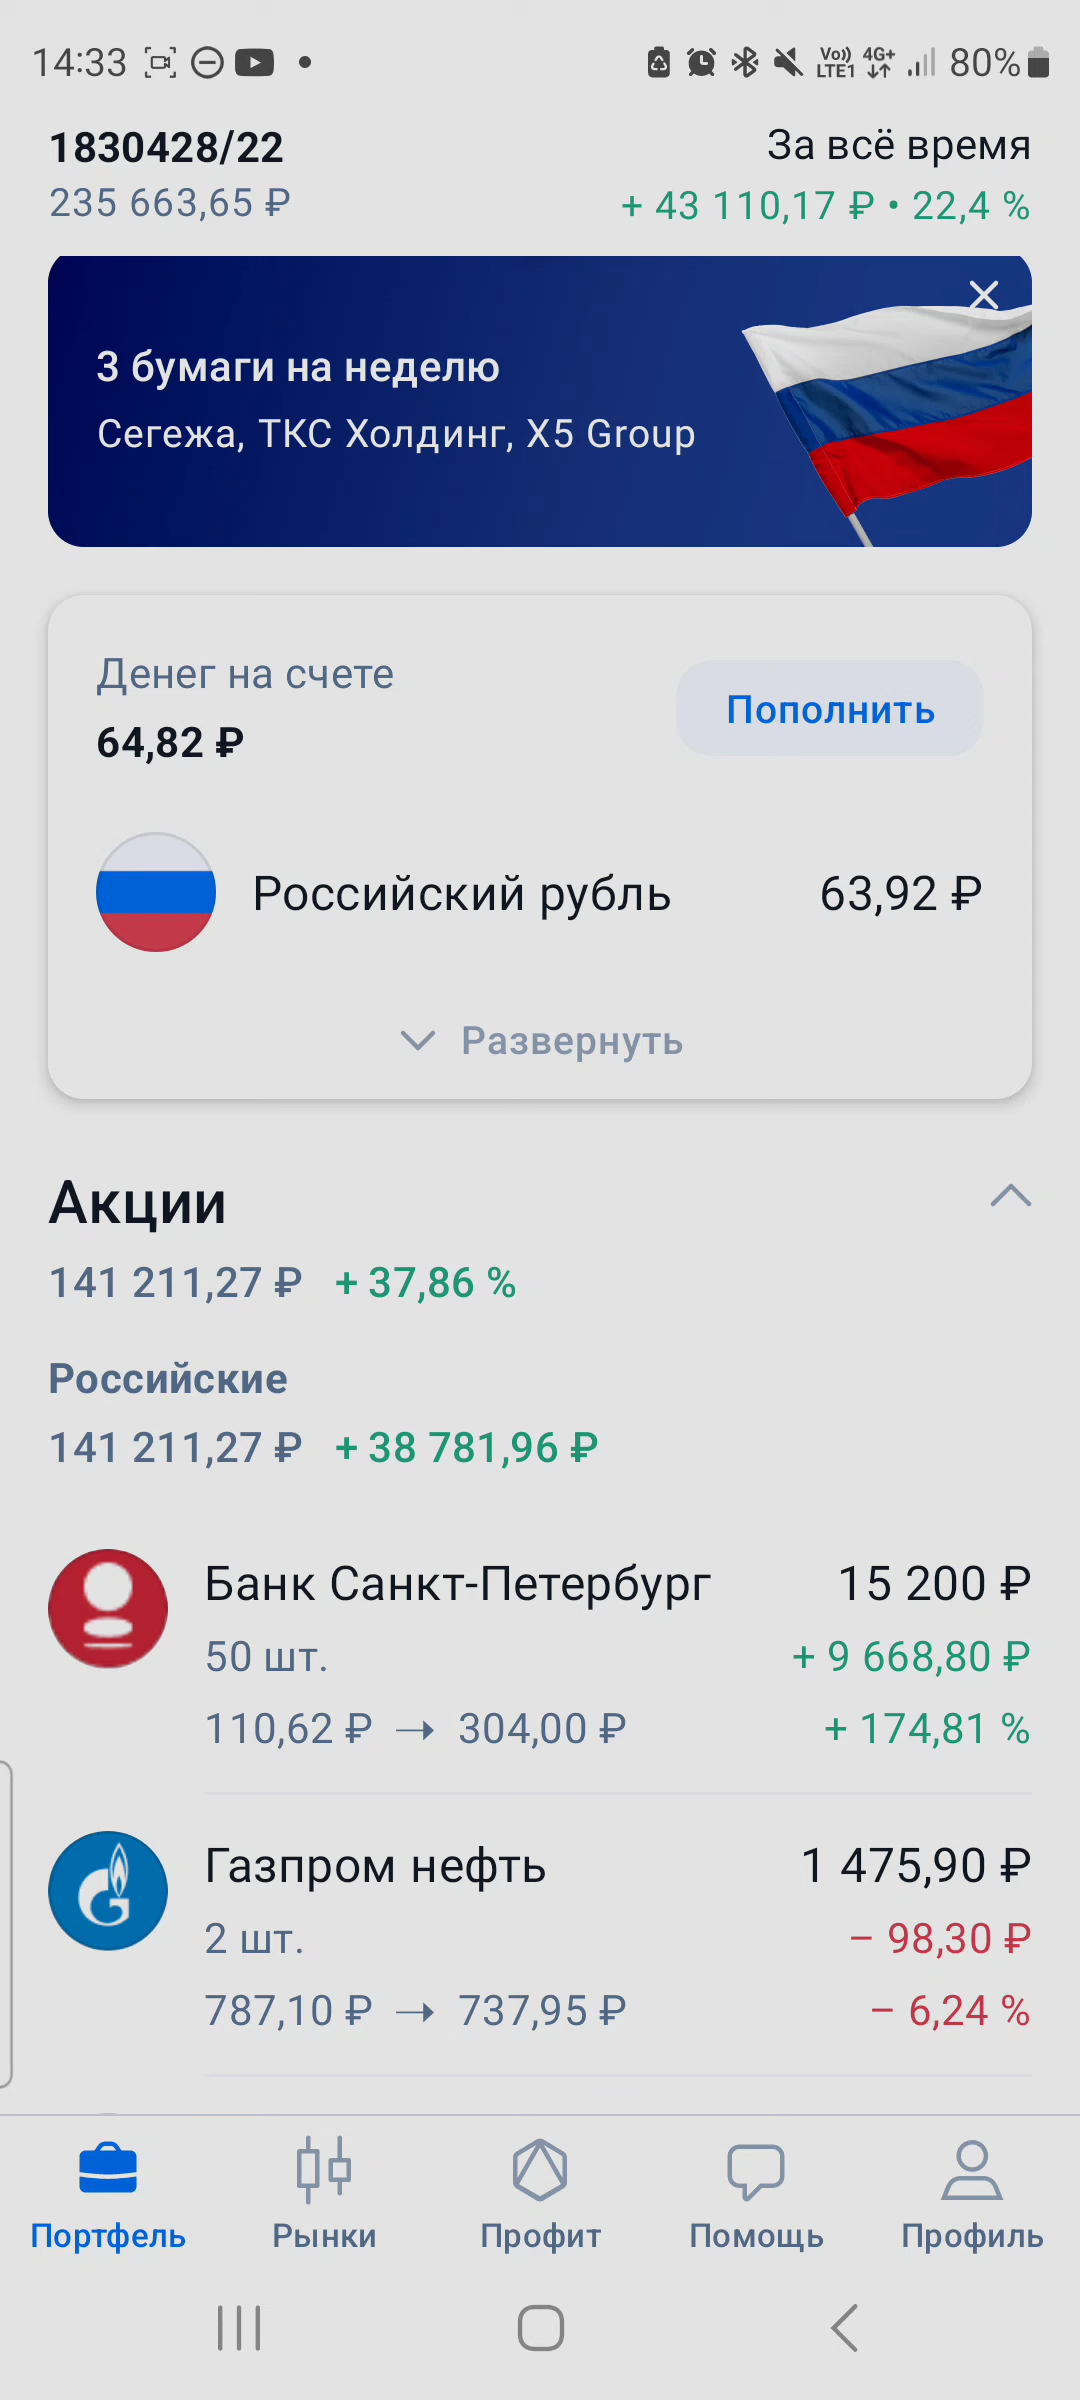 14:33
Vo)) LTE1 4G+ 80%
1830428/22
За всё время
235 663,65 ₽
+ 43 110,17 ₽ • 22,4 %
3 бумаги на неделю
Сегежа, ТКС Холдинг, X5 Group
Денег на счете
64,82 ₽
Пополнить
Российский рубль
63,92 ₽
Развернуть
Акции
141 211,27 ₽ + 37,86 %
Российские
141 211,27 ₽ + 38 781,96 ₽
Банк Санкт-Петербург
15 200 ₽
50 шт.
+ 9 668,80 ₽
110,62 ₽ → 304,00 ₽
+ 174,81 %
Газпром нефть
1 475,90 ₽
2 шт.
− 98,30 ₽
787,10 ₽ → 737,95 ₽
− 6,24 %
Портфель
Рынки
Профит
Помощь
Профиль